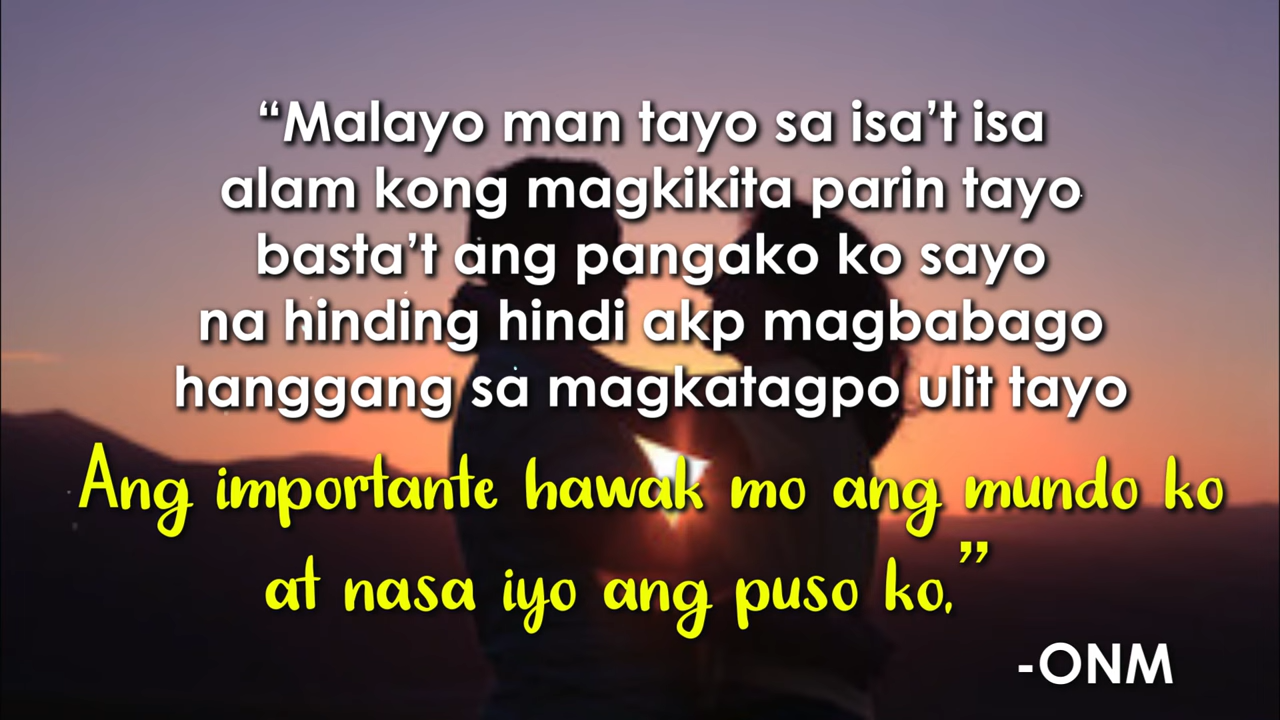 “Malayo man tayo sa isa’t isa
alam kong magkikita parin tayo
basta’t ang pangako ko sayo
na hinding hindi akp magbabago
hanggang sa magkatagpo ulit tayo
Ang importante hawak mo ang mundo ko
at nasa iyo ang puso ko.”
-ONM